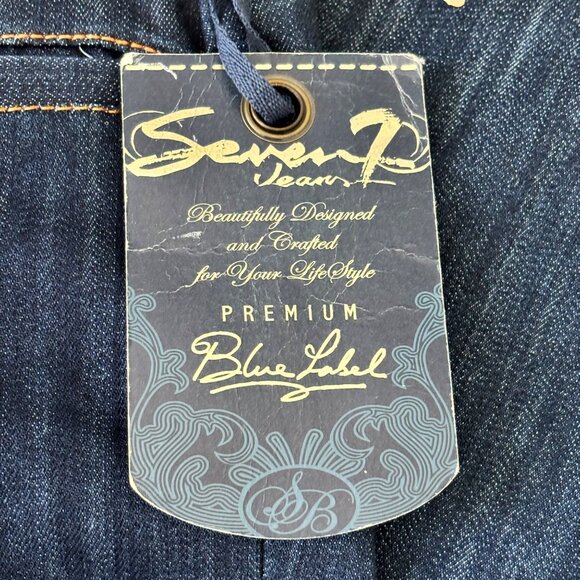 Seven7
Jeans
Beautifully Designed
and Crafted
for Your LifeStyle
PREMIUM
Blue Label
SB